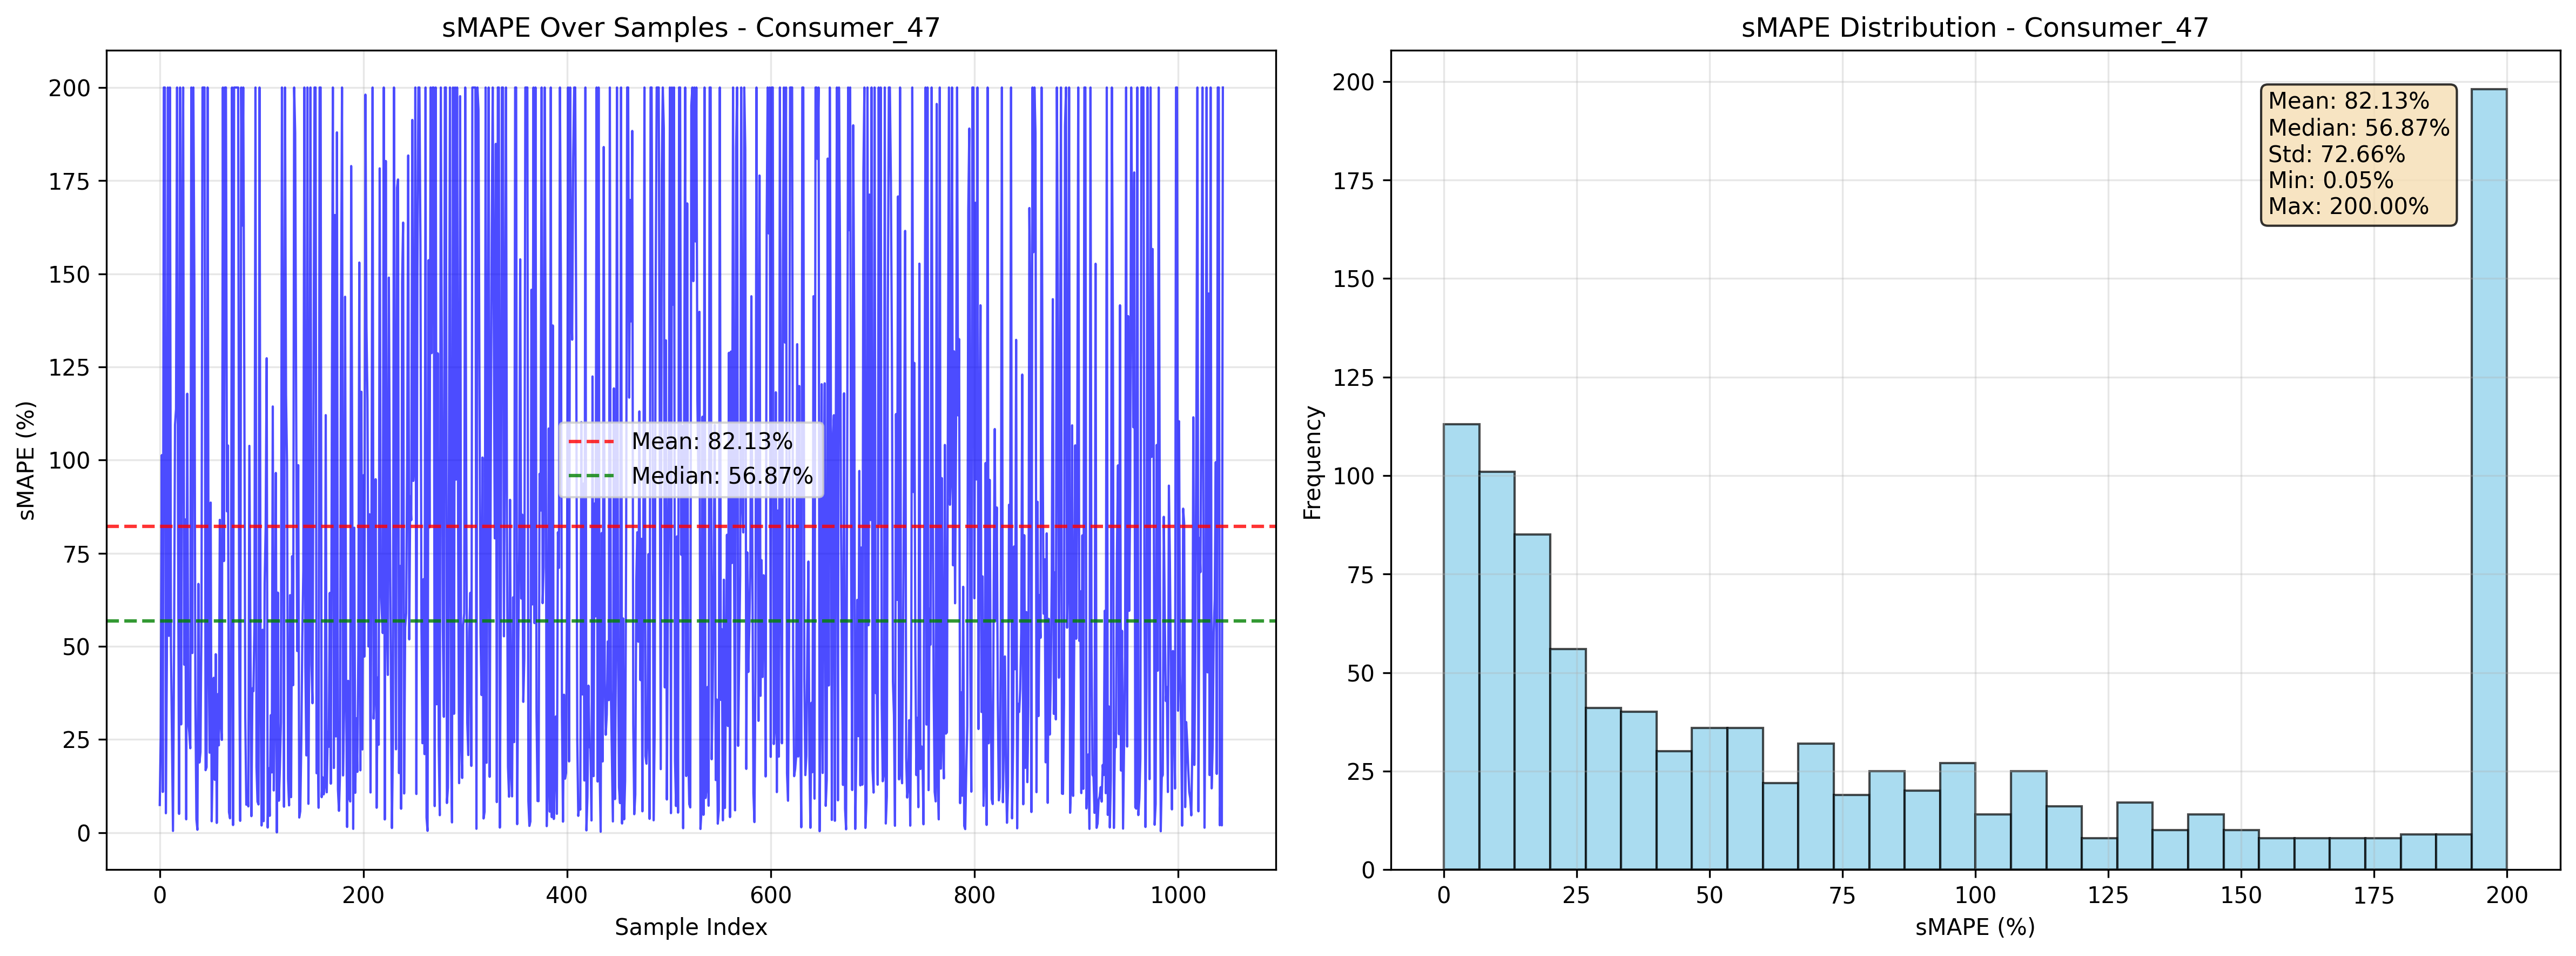 sMAPE Over Samples - Consumer_47
sMAPE (%)
200
175
150
125
100
75
50
25
0
Mean: 82.13%
Median: 56.87%
0
200
400
600
800
1000
Sample Index
sMAPE Distribution - Consumer_47
Frequency
200
175
150
125
100
75
50
25
0
Mean: 82.13%
Median: 56.87%
Std: 72.66%
Min: 0.05%
Max: 200.00%
0
25
50
75
100
125
150
175
200
sMAPE (%)